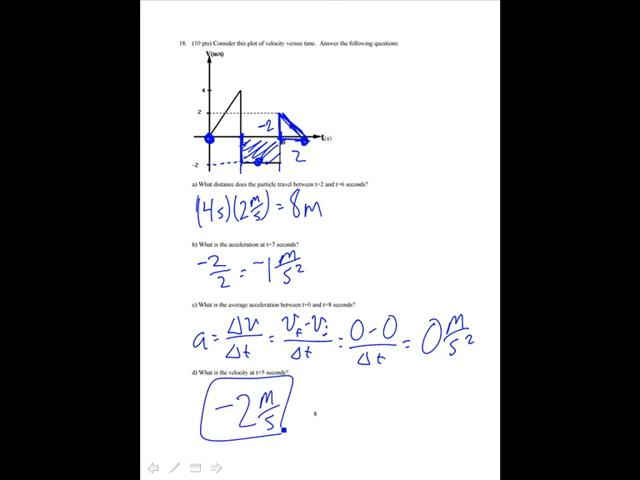 18. (10 pts) Consider this plot of velocity versus time. Answer the following questions:
V(m/s)
4
2
-2
-2
t(s)
2
a) What distance does the particle travel between t=2 and t=6 seconds?
(4s)(2 m/s) = 8m
b) What is the acceleration at t=7 seconds?
-2/2 = -1 m/s²
c) What is the average acceleration between t=0 and t=8 seconds?
a = Δv/Δt = (v_f - v_i)/Δt = (0 - 0)/Δt = 0 m/s²
d) What is the velocity at t=5 seconds?
-2 m/s
8